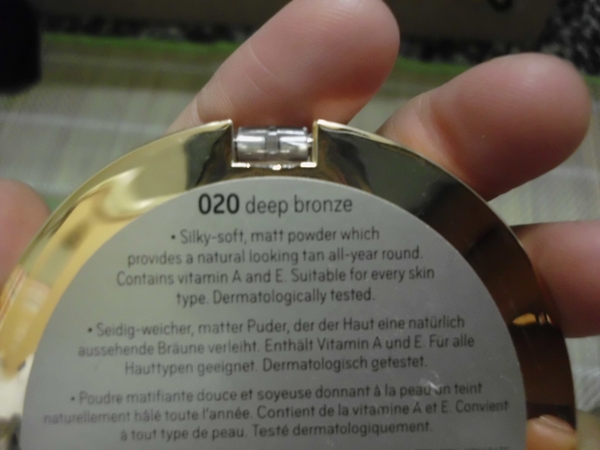 020 deep bronze
• Silky-soft, matt powder which
provides a natural looking tan all-year round.
Contains vitamin A and E. Suitable for every skin
type. Dermatologically tested.
• Seidig-weicher, matter Puder, der der Haut eine natürlich
aussehende Bräune verleiht. Enthält Vitamin A und E. Für alle
Hauttypen geeignet. Dermatologisch getestet.
• Poudre matifiante douce et soyeuse donnant à la peau un teint
naturellement hâlé toute l'année. Contient de la vitamine A et E. Convient
à tout type de peau. Testé dermatologiquement.